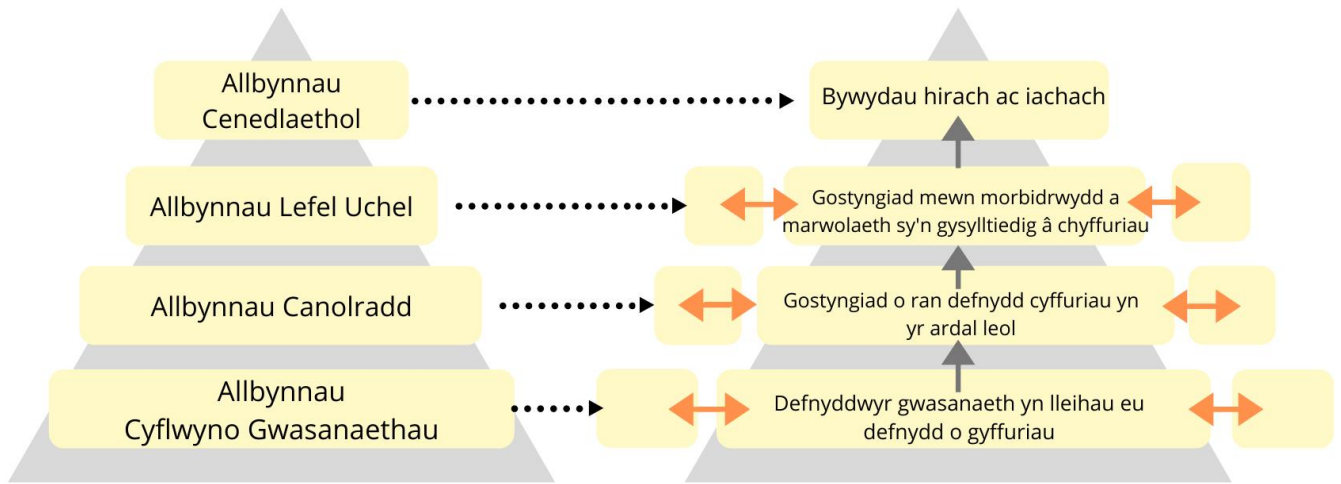 Allbynnau
Cenedlaethol
Bywydau hirach ac iachach
Allbynnau Lefel Uchel
Gostyngiad mewn morbidrwydd a
marwolaeth sy'n gysylltiedig â chyffuriau
Allbynnau Canolradd
Gostyngiad o ran defnydd cyffuriau yn
yr ardal leol
Allbynnau
Cyflwyno Gwasanaethau
Defnyddwyr gwasanaeth yn lleihau eu
defnydd o gyffuriau